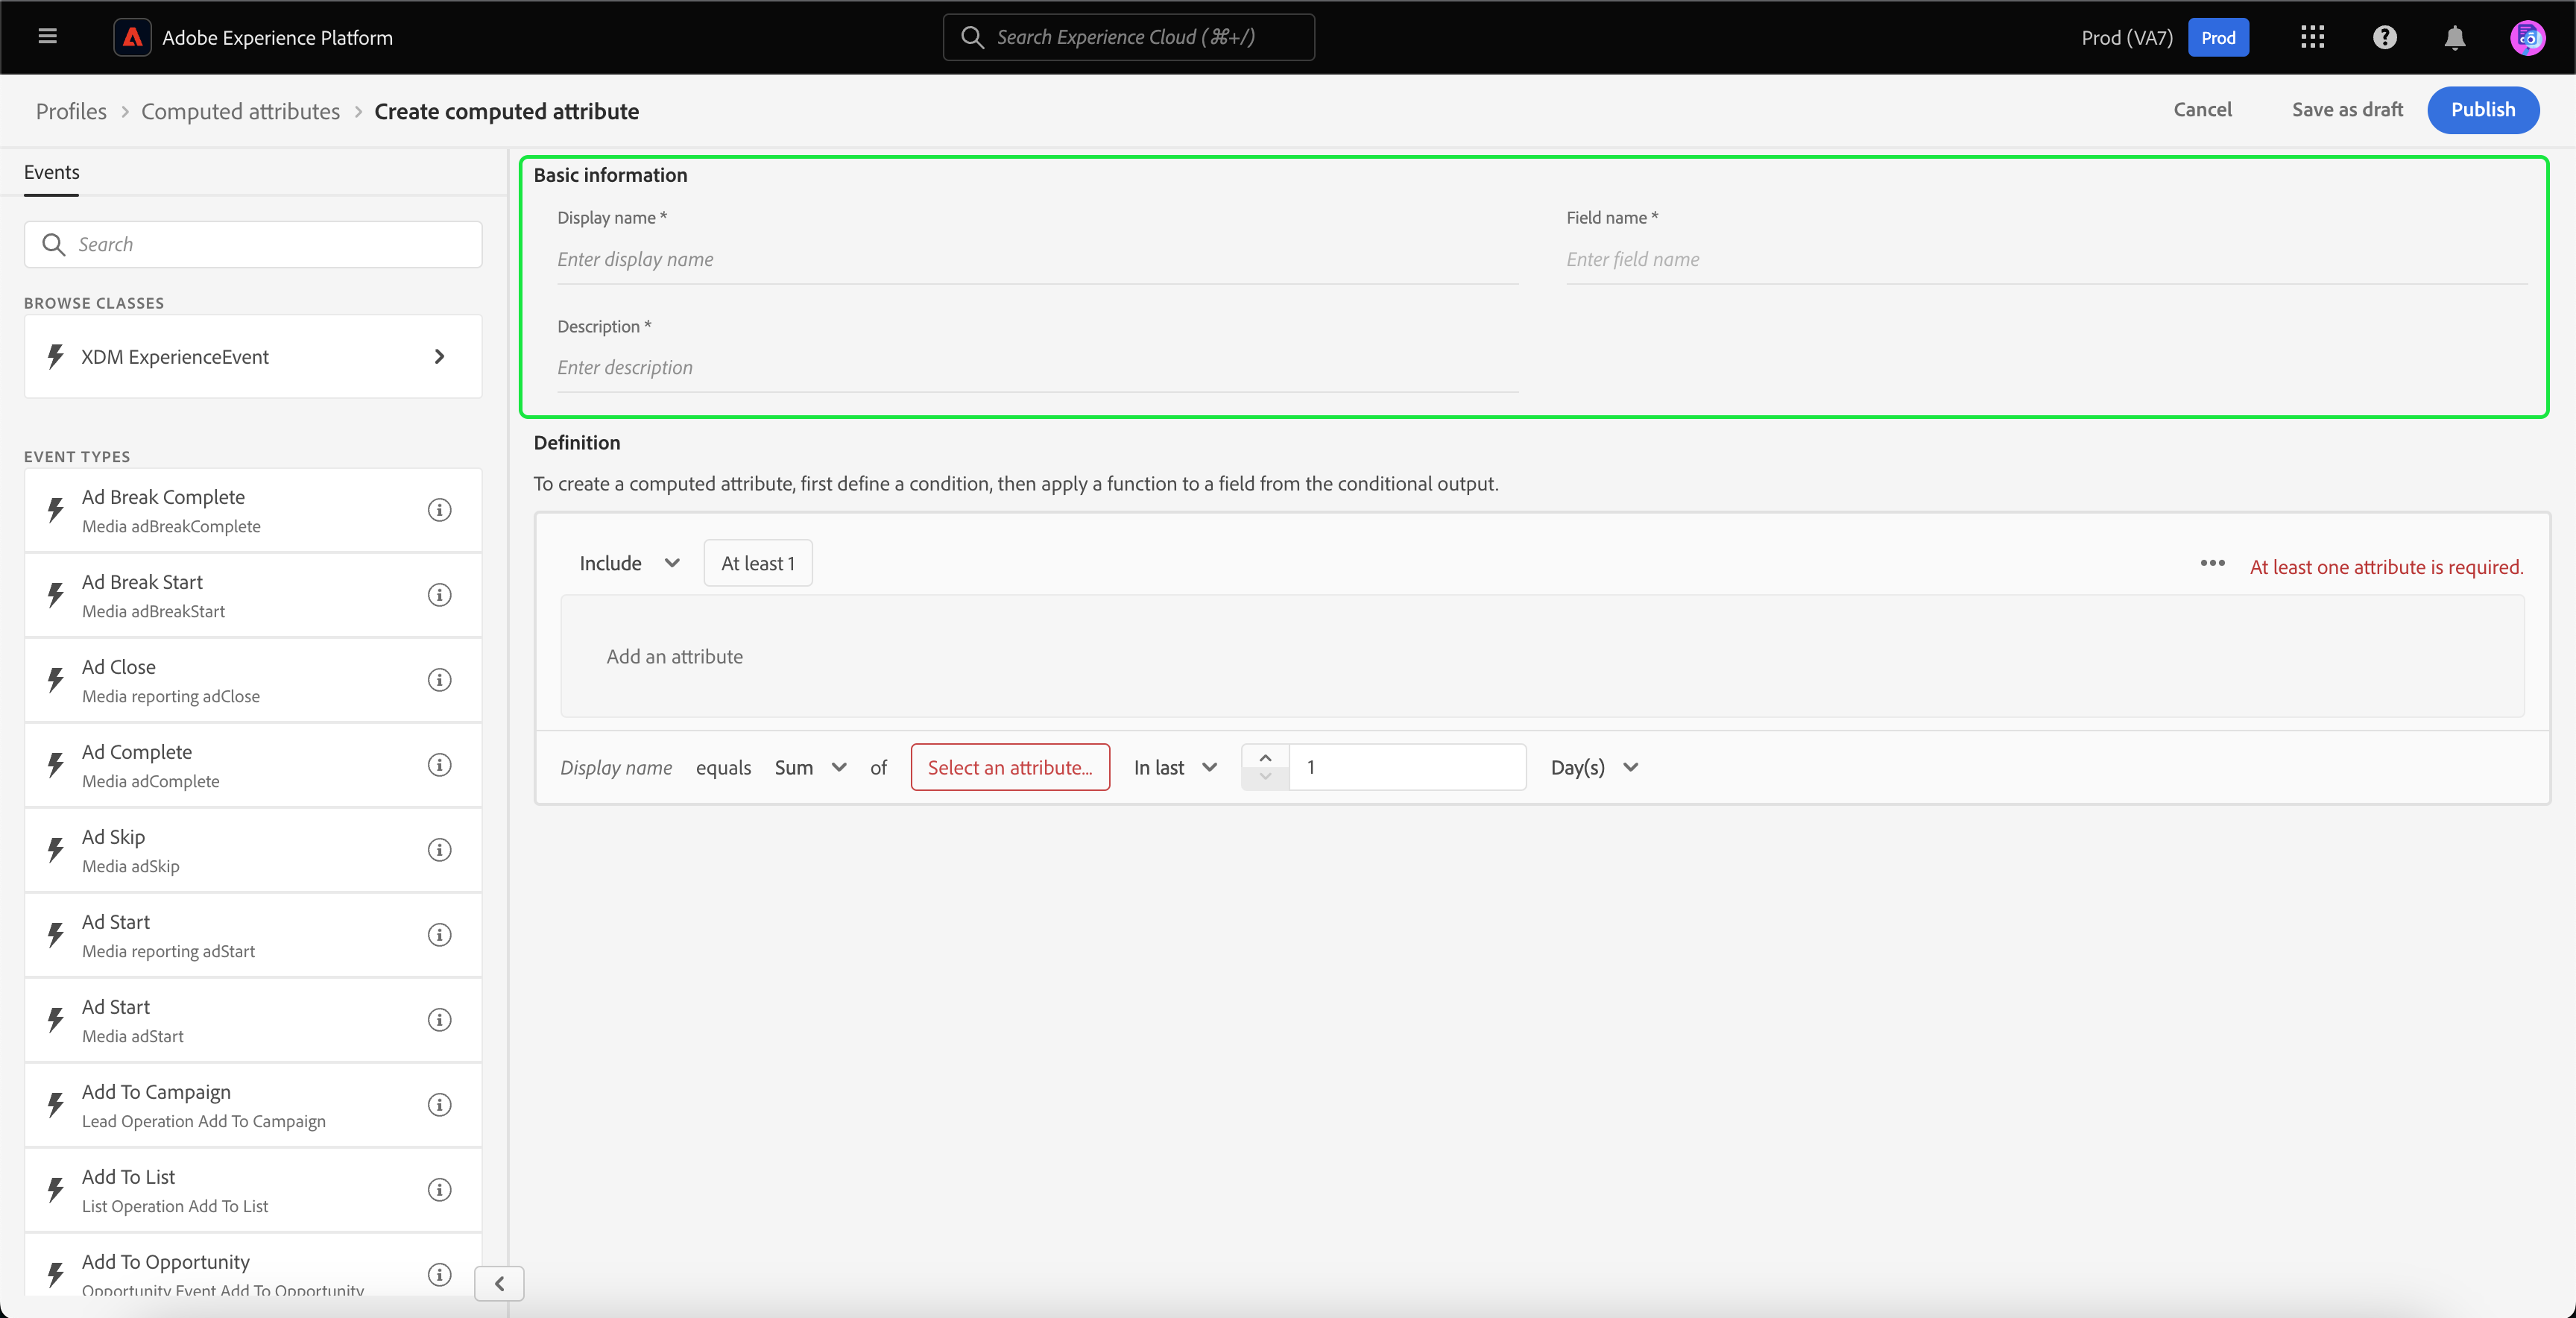 Adobe Experience Platform
Search Experience Cloud (⌘+/)
Prod (VA7)
Prod
Profiles
Computed attributes
Create computed attribute
Cancel
Save as draft
Publish
Events
Search
BROWSE CLASSES
XDM ExperienceEvent
EVENT TYPES
Ad Break Complete
Media adBreakComplete
Ad Break Start
Media adBreakStart
Ad Close
Media reporting adClose
Ad Complete
Media adComplete
Ad Skip
Media adSkip
Ad Start
Media reporting adStart
Ad Start
Media adStart
Add To Campaign
Lead Operation Add To Campaign
Add To List
List Operation Add To List
Add To Opportunity
Opportunity Event Add To Opportunity
Basic information
Display name *
Enter display name
Field name *
Enter field name
Description *
Enter description
Definition
To create a computed attribute, first define a condition, then apply a function to a field from the conditional output.
Include
At least 1
At least one attribute is required.
Add an attribute
Display name equals Sum of Select an attribute... In last 1 Day(s)